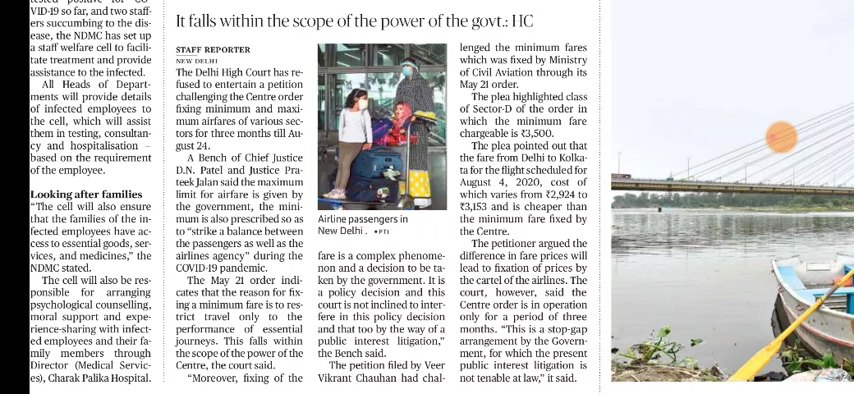 VID-19 so far, and two staff-
ers succumbing to the dis-
ease, the NDMC has set up
a staff welfare cell to facili-
tate treatment and provide
assistance to the infected.
All Heads of Depart-
ments will provide details
of infected employees to
the cell, which will assist
them in testing, consultan-
cy and hospitalisation –
based on the requirement
of the employee.
Looking after families
“The cell will also ensure
that the families of the in-
fected employees have ac-
cess to essential goods, ser-
vices, and medicines,” the
NDMC stated.
The cell will also be res-
ponsible for arranging
psychological counselling,
moral support and expe-
rience-sharing with infect-
ed employees and their fa-
mily members through
Director (Medical Servic-
es), Charak Palika Hospital.
It falls within the scope of the power of the govt.: HC
STAFF REPORTER
NEW DELHI
The Delhi High Court has re-
fused to entertain a petition
challenging the Centre order
fixing minimum and maxi-
mum airfares of various sec-
tors for three months till Au-
gust 24.
A Bench of Chief Justice
D.N. Patel and Justice Pra-
teek Jalan said the maximum
limit for airfare is given by
the government, the mini-
mum is also prescribed so as
to “strike a balance between
the passengers as well as the
airlines agency” during the
COVID-19 pandemic.
The May 21 order indi-
cates that the reason for fix-
ing a minimum fare is to res-
trict travel only to the
performance of essential
journeys. This falls within
the scope of the power of the
Centre, the court said.
“Moreover, fixing of the
Airline passengers in
New Delhi . •PTI
fare is a complex phenome-
non and a decision to be ta-
ken by the government. It is
a policy decision and this
court is not inclined to inter-
fere in this policy decision
and that too by the way of a
public interest litigation,”
the Bench said.
The petition filed by Veer
Vikrant Chauhan had chal-
lenged the minimum fares
which was fixed by Ministry
of Civil Aviation through its
May 21 order.
The plea highlighted class
of Sector-D of the order in
which the minimum fare
chargeable is ₹3,500.
The plea pointed out that
the fare from Delhi to Kolka-
ta for the flight scheduled for
August 4, 2020, cost of
which varies from ₹2,924 to
₹3,153 and is cheaper than
the minimum fare fixed by
the Centre.
The petitioner argued the
difference in fare prices will
lead to fixation of prices by
the cartel of the airlines. The
court, however, said the
Centre order is in operation
only for a period of three
months. “This is a stop-gap
arrangement by the Govern-
ment, for which the present
public interest litigation is
not tenable at law,” it said.